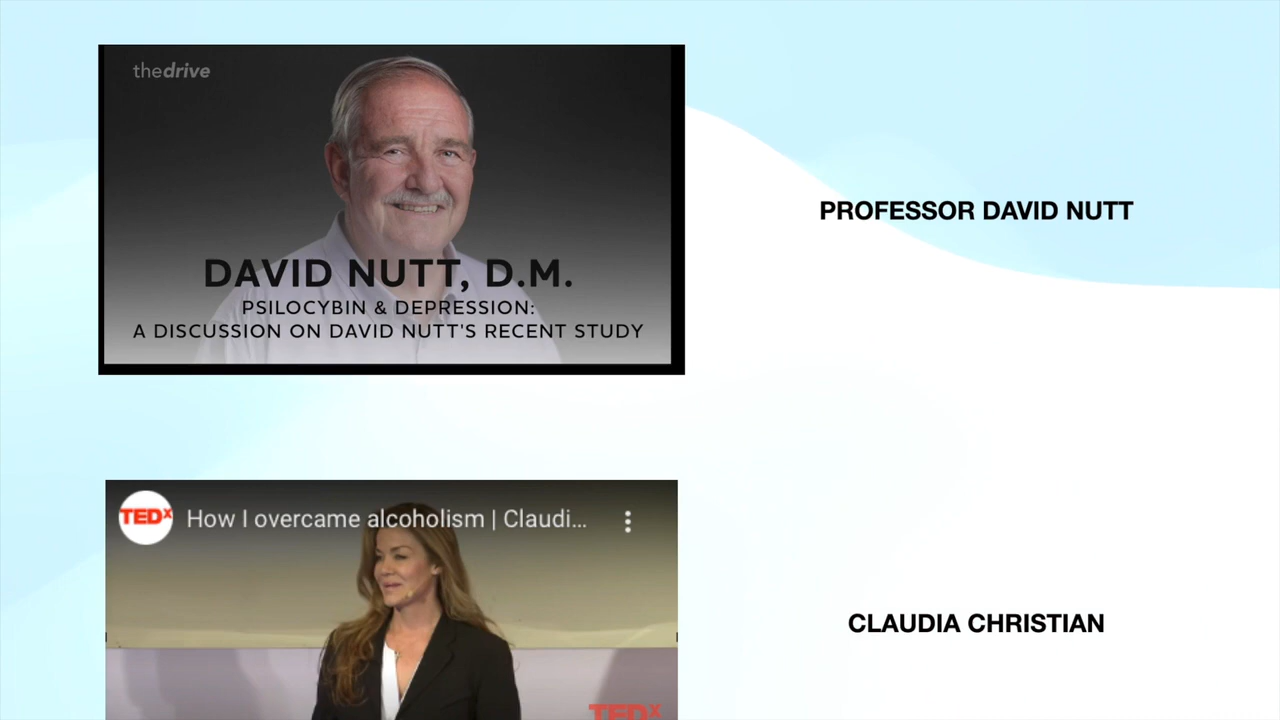 thedrive
DAVID NUTT, D.M.
PSILOCYBIN & DEPRESSION:
A DISCUSSION ON DAVID NUTT'S RECENT STUDY
PROFESSOR DAVID NUTT
TEDx
How I overcame alcoholism | Claudi...
CLAUDIA CHRISTIAN
TEDx